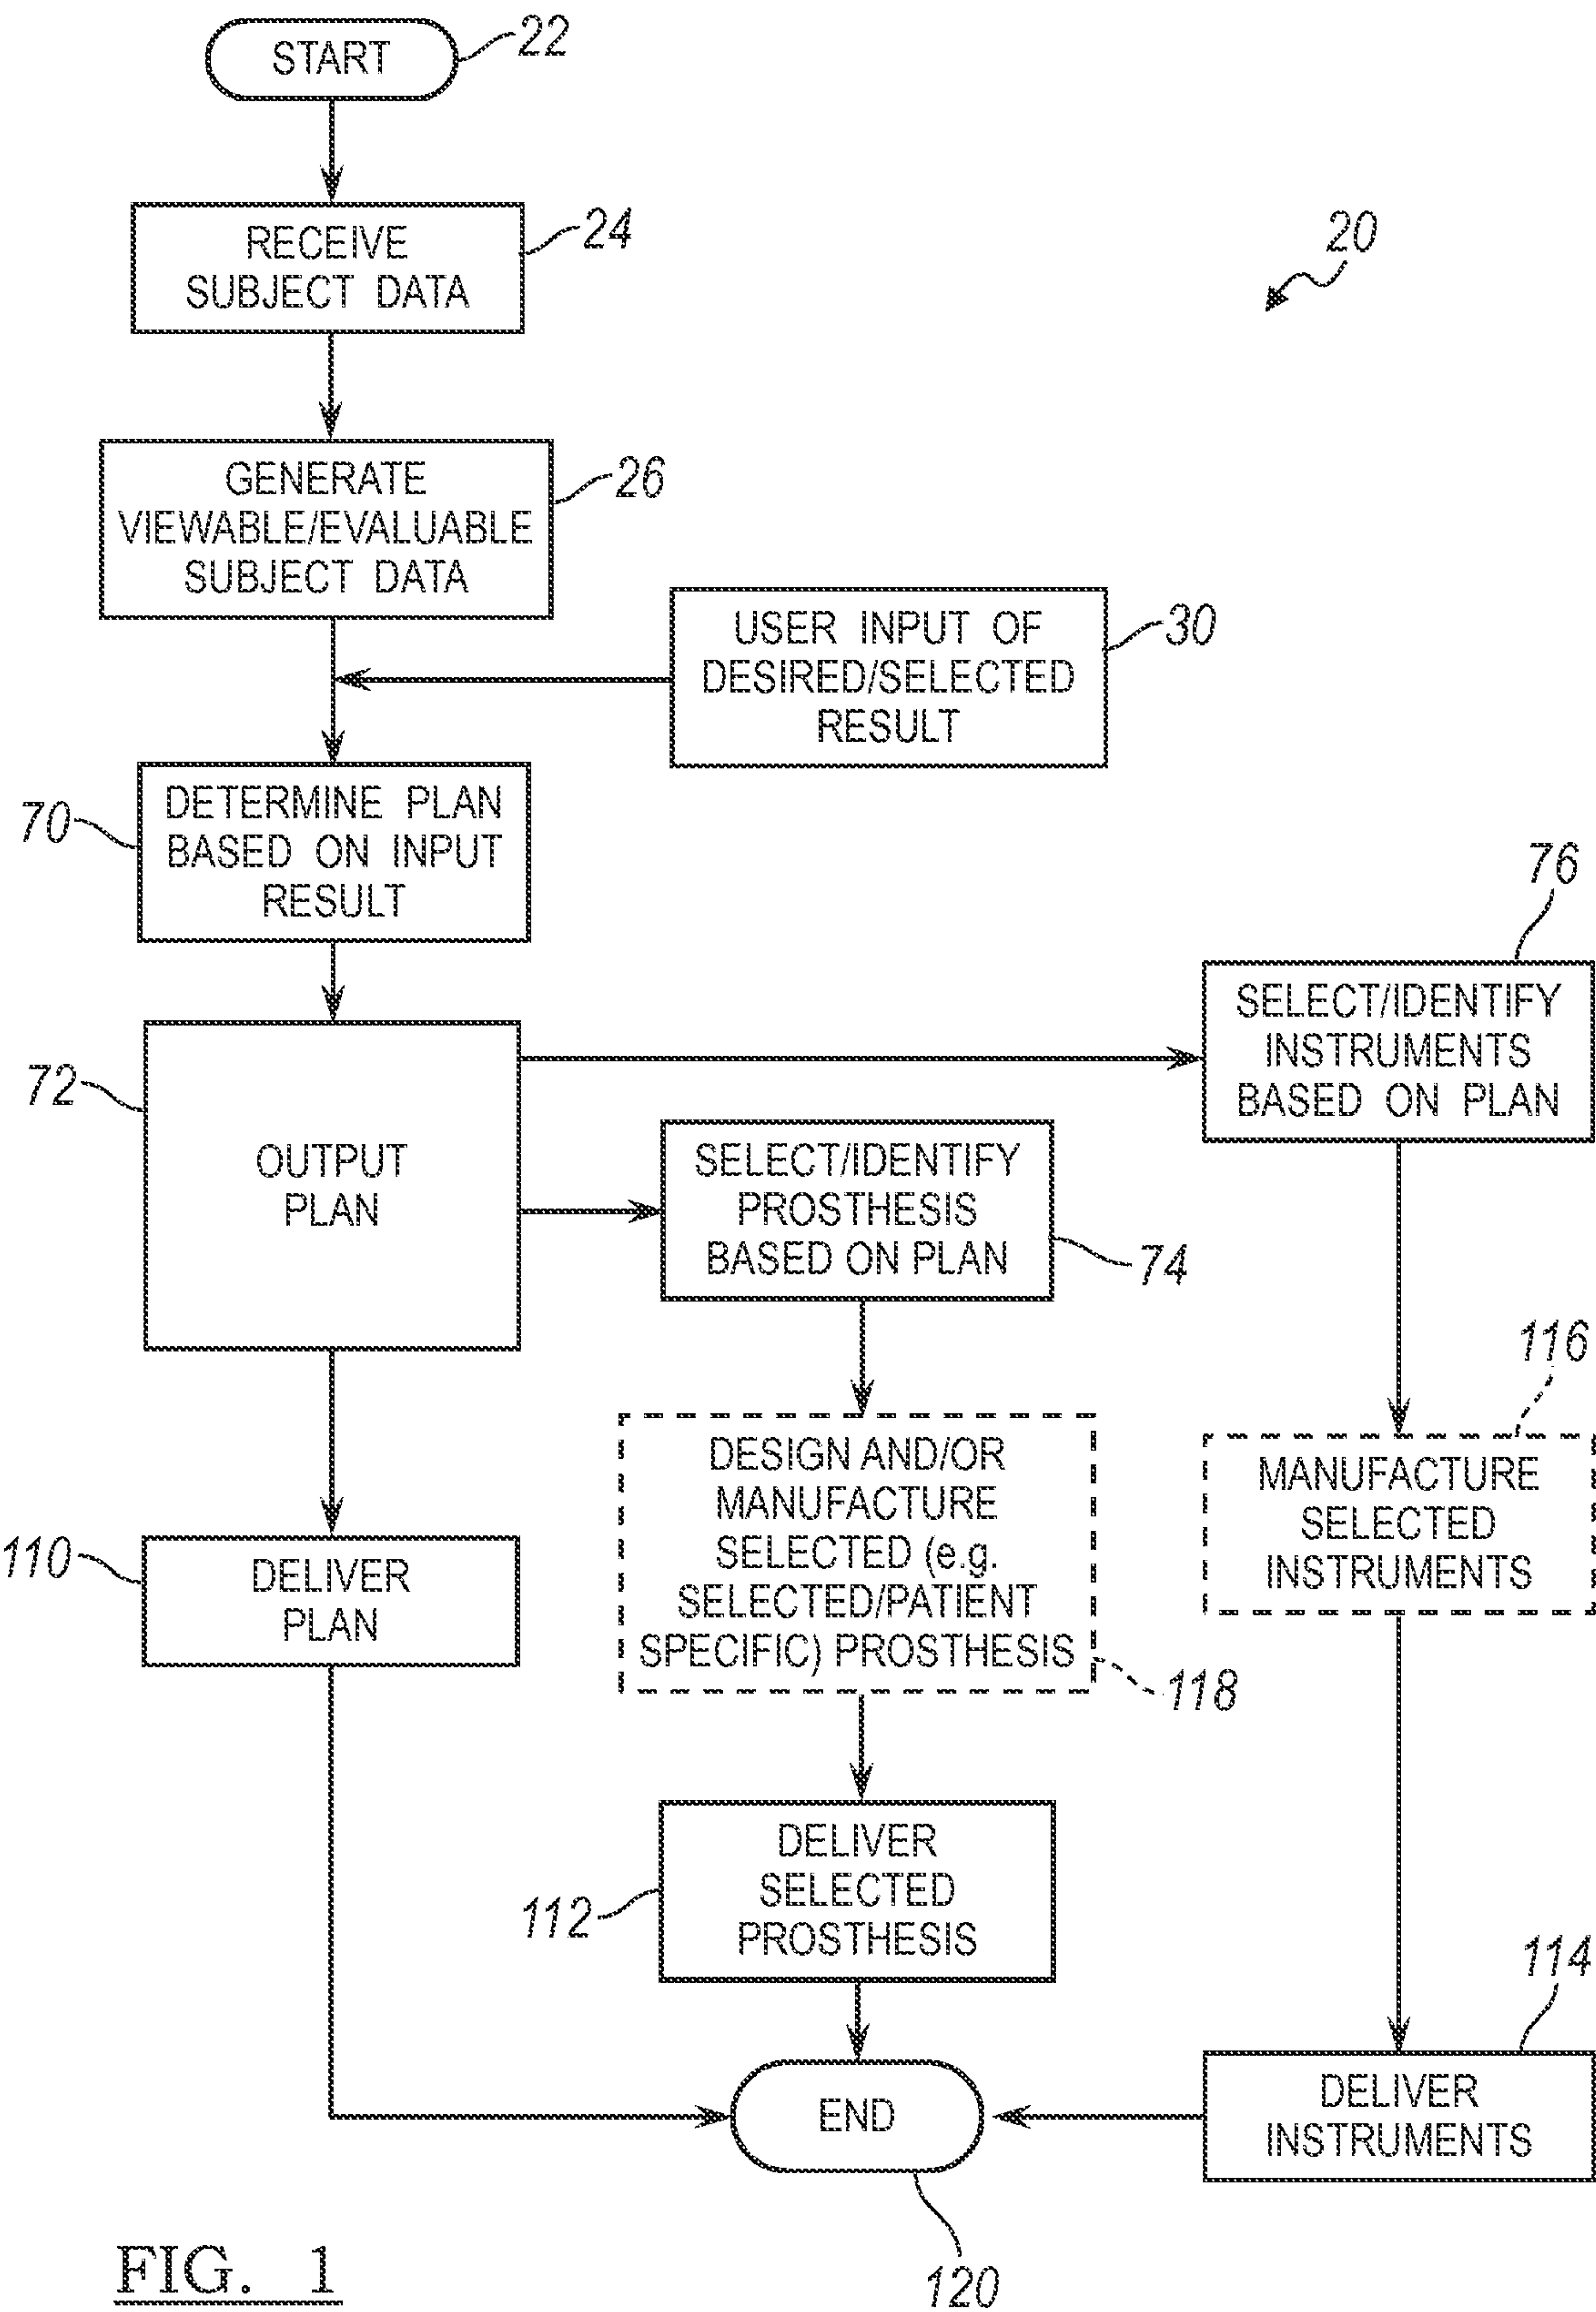 START
22
RECEIVE
SUBJECT DATA
24
20
GENERATE
VIEWABLE/EVALUABLE
SUBJECT DATA
26
USER INPUT OF
DESIRED/SELECTED
RESULT
30
70
DETERMINE PLAN
BASED ON INPUT
RESULT
76
SELECT/IDENTIFY
INSTRUMENTS
BASED ON PLAN
72
OUTPUT
PLAN
SELECT/IDENTIFY
PROSTHESIS
BASED ON PLAN
74
116
DESIGN AND/OR
MANUFACTURE
SELECTED (e.g.
SELECTED/PATIENT
SPECIFIC) PROSTHESIS
118
MANUFACTURE
SELECTED
INSTRUMENTS
110
DELIVER
PLAN
DELIVER
SELECTED
PROSTHESIS
112
114
DELIVER
INSTRUMENTS
END
120
FIG. 1